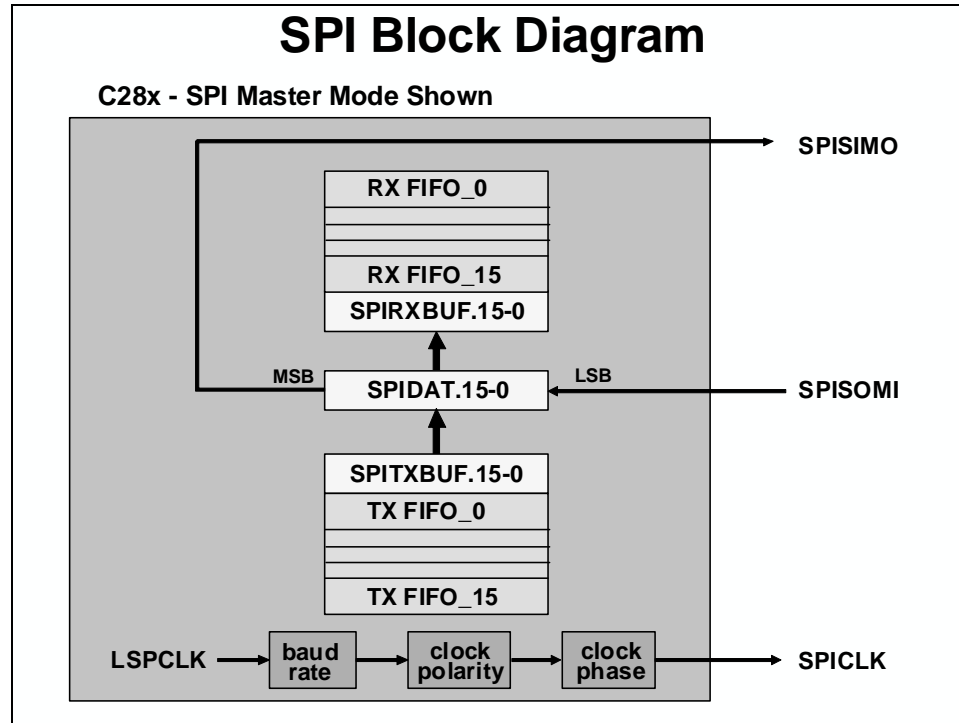 SPI Block Diagram
C28x - SPI Master Mode Shown
SPISIMO
RX FIFO_0
RX FIFO_15
SPIRXBUF.15-0
MSB
SPIDAT.15-0
LSB
SPISOMI
SPITXBUF.15-0
TX FIFO_0
TX FIFO_15
LSPCLK
baud
rate
clock
polarity
clock
phase
SPICLK